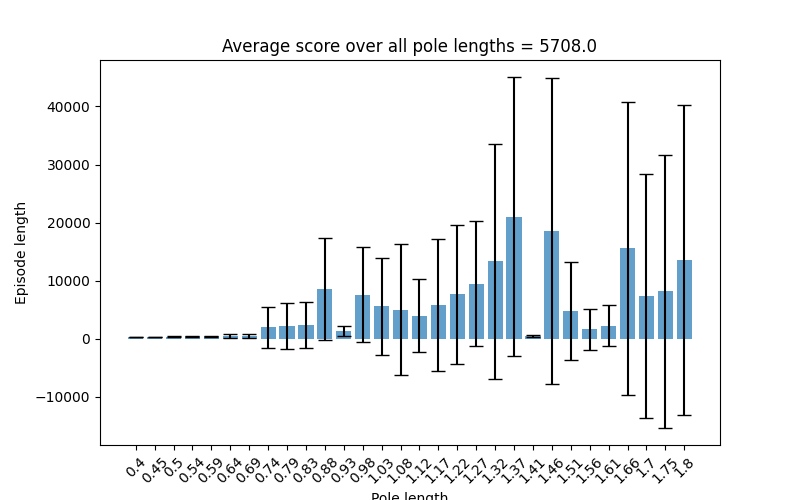 Average score over all pole lengths = 5708.0
40000
30000
20000
10000
0
−10000
Episode length
0.4 0.45 0.5 0.54 0.59 0.64 0.69 0.74 0.79 0.83 0.88 0.93 0.98 1.03 1.08 1.12 1.17 1.22 1.27 1.32 1.37 1.41 1.46 1.51 1.56 1.61 1.66 1.7 1.75 1.8
Pole length